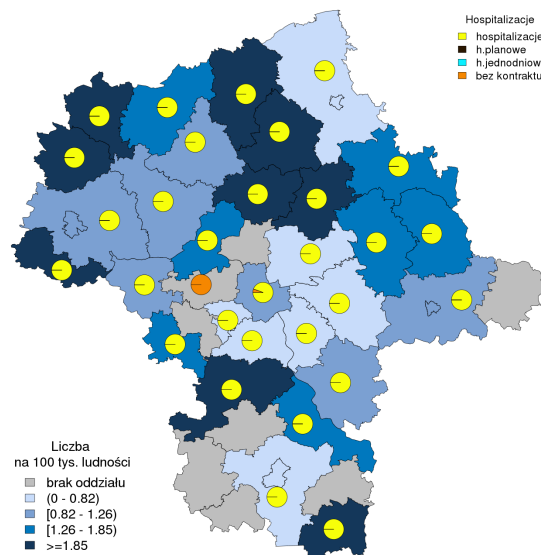 Hospitalizacje
hospitalizacje
h.planowe
h.jednodniowe
bez kontraktu
Liczba
na 100 tys. ludności
brak oddziału
(0 - 0.82)
[0.82 - 1.26)
[1.26 - 1.85)
>=1.85